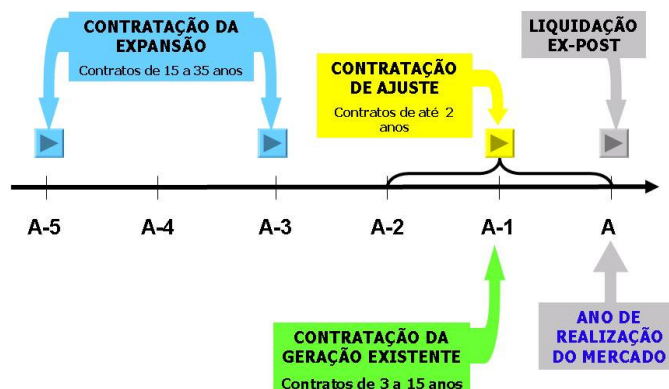 CONTRATAÇÃO DA
EXPANSÃO
Contratos de 15 a 35 anos
CONTRATAÇÃO
DE AJUSTE
Contratos de até 2
anos
LIQUIDAÇÃO
EX-POST
A-5
A-4
A-3
A-2
A-1
A
CONTRATAÇÃO DA
GERAÇÃO EXISTENTE
Contratos de 3 a 15 anos
ANO DE
REALIZAÇÃO
DO MERCADO